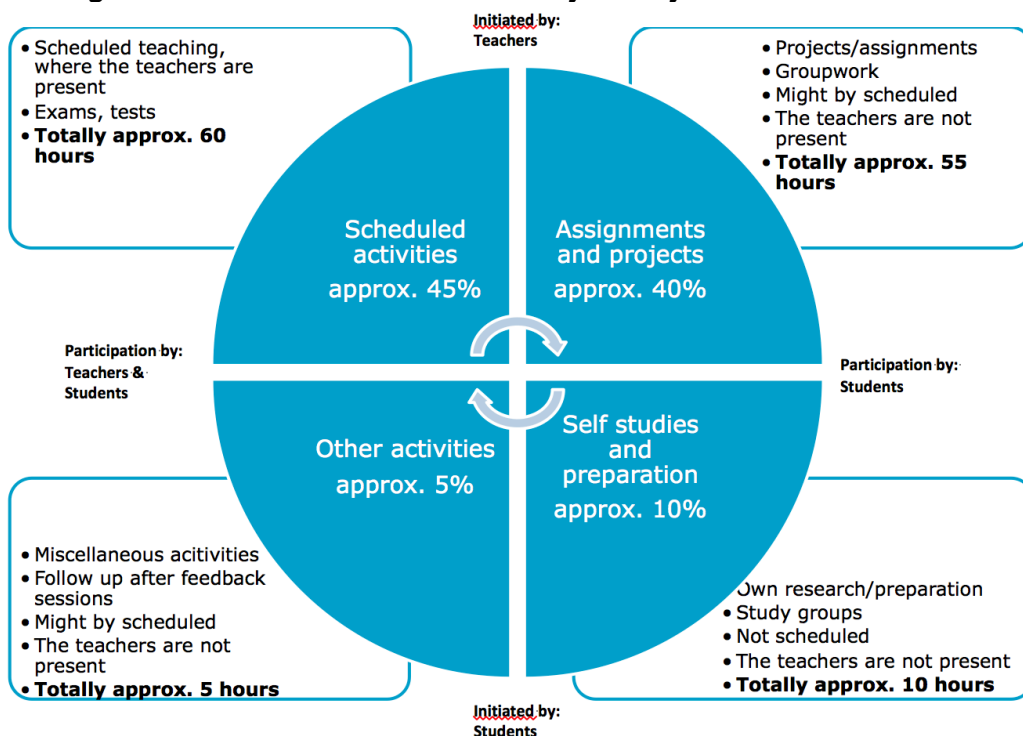 Initiated by:
Teachers
• Scheduled teaching,
where the teachers are
present
• Exams, tests
• Totally approx. 60
hours
• Projects/assignments
• Groupwork
• Might by scheduled
• The teachers are not
present
• Totally approx. 55
hours
Scheduled
activities
approx. 45%
Assignments
and projects
approx. 40%
Participation by:
Teachers &
Students
Participation by:
Students
Other activities
approx. 5%
Self studies
and
preparation
approx. 10%
• Miscellaneous acitivities
• Follow up after feedback
sessions
• Might by scheduled
• The teachers are not
present
• Totally approx. 5 hours
Own research/preparation
• Study groups
• Not scheduled
• The teachers are not present
• Totally approx. 10 hours
Initiated by:
Students